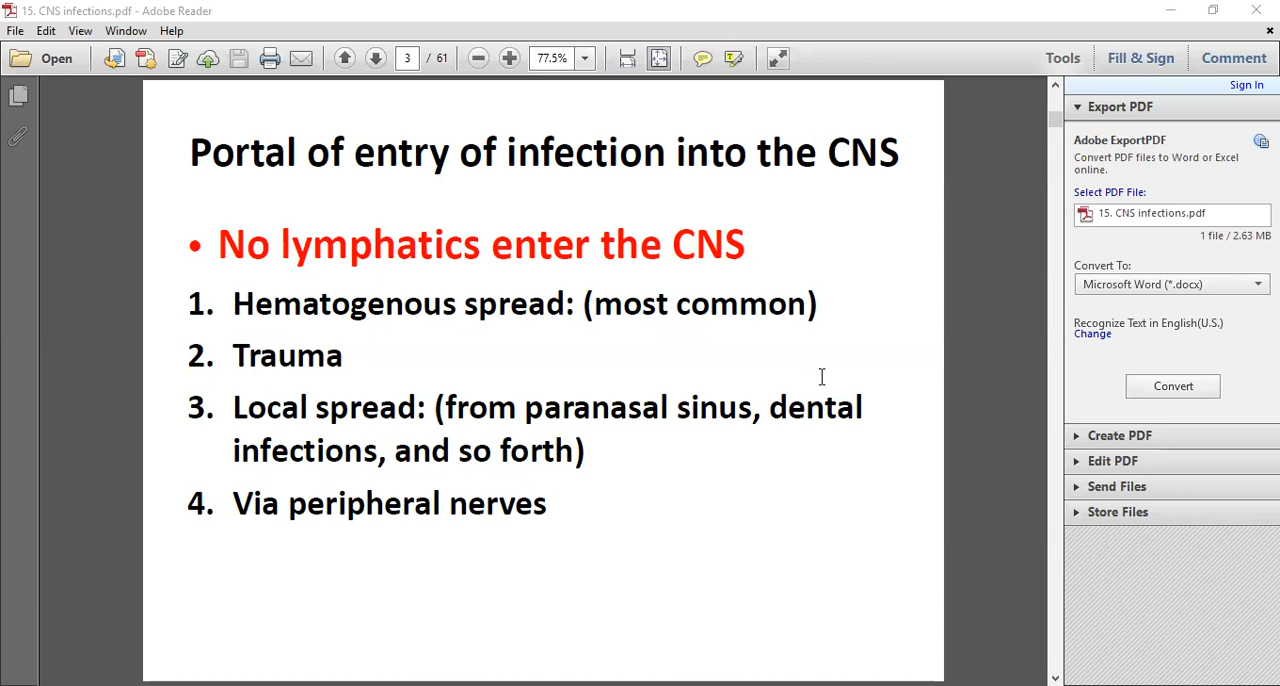 15. CNS infections.pdf - Adobe Reader
File Edit View Window Help
Open 3 / 61 77.5% Tools Fill & Sign Comment
Sign In
Export PDF
Adobe ExportPDF
Convert PDF files to Word or Excel
online.
Select PDF File:
15. CNS infections.pdf
1 file / 2.63 MB
Convert To:
Microsoft Word (*.docx)
Recognize Text in English(U.S.)
Change
Convert
Create PDF
Edit PDF
Send Files
Store Files
Portal of entry of infection into the CNS
• No lymphatics enter the CNS
1. Hematogenous spread: (most common)
2. Trauma
3. Local spread: (from paranasal sinus, dental
infections, and so forth)
4. Via peripheral nerves